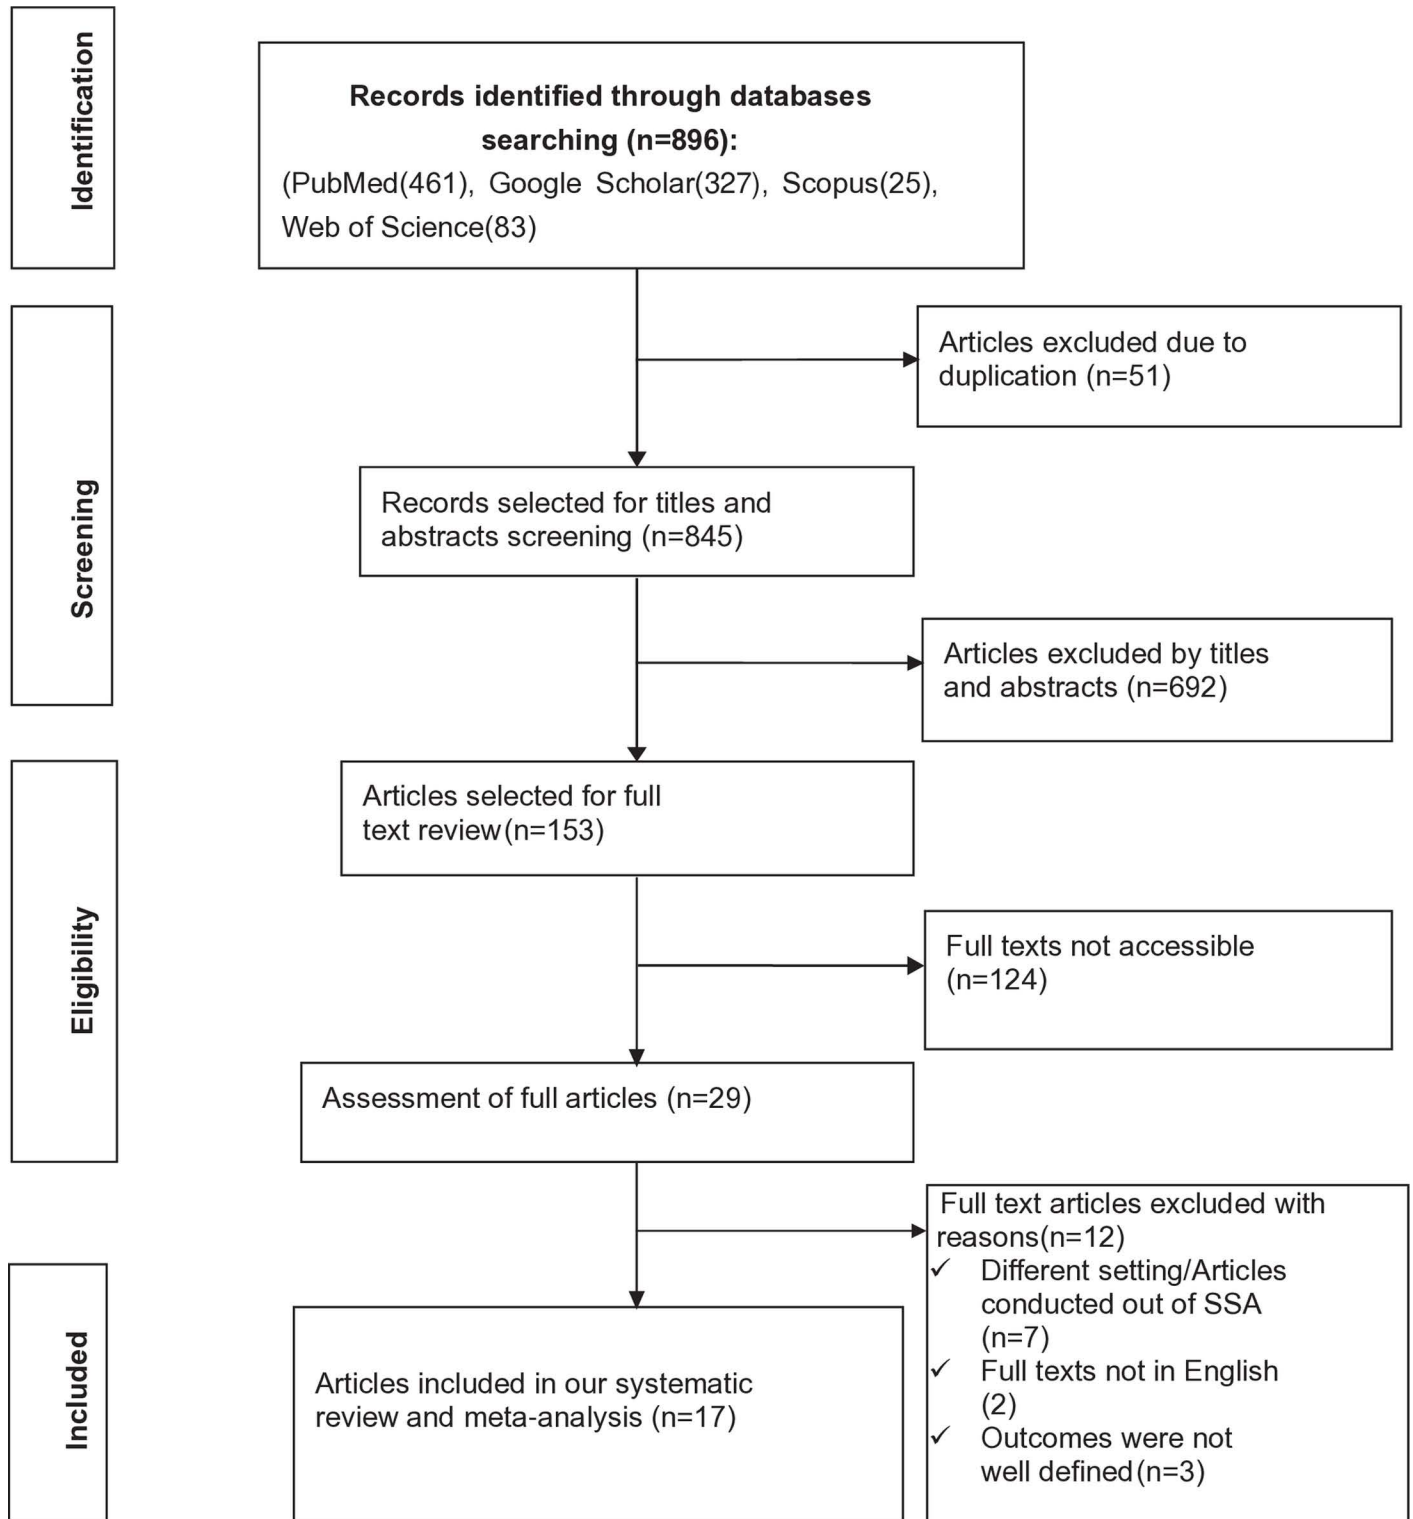 Identification
Records identified through databases
searching (n=896):
(PubMed(461), Google Scholar(327), Scopus(25),
Web of Science(83)
Screening
Articles excluded due to
duplication (n=51)
Records selected for titles and
abstracts screening (n=845)
Articles excluded by titles
and abstracts (n=692)
Eligibility
Articles selected for full
text review(n=153)
Full texts not accessible
(n=124)
Assessment of full articles (n=29)
Full text articles excluded with
reasons(n=12)
✓ Different setting/Articles
conducted out of SSA
(n=7)
✓ Full texts not in English
(2)
✓ Outcomes were not
well defined(n=3)
Included
Articles included in our systematic
review and meta-analysis (n=17)